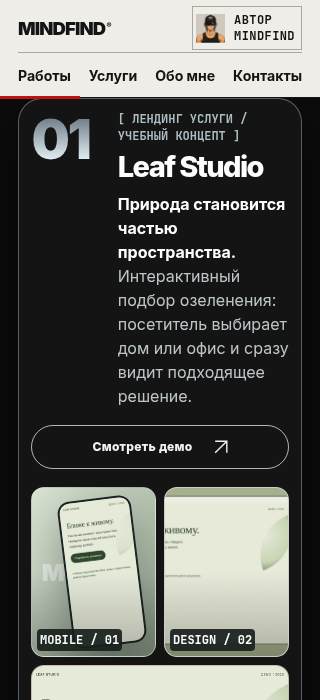 MINDFIND®
АВТОР
MINDFIND
Работы Услуги Обо мне Контакты
01
[ ЛЕНДИНГ УСЛУГИ /
УЧЕБНЫЙ КОНЦЕПТ ]
Leaf Studio
Природа становится
частью
пространства.
Интерактивный
подбор озеленения:
посетитель выбирает
дом или офис и сразу
видит подходящее
решение.
Смотреть демо
Ближе к живому.
живому.
MOBILE / 01
DESIGN / 02
LEAF STUDIO